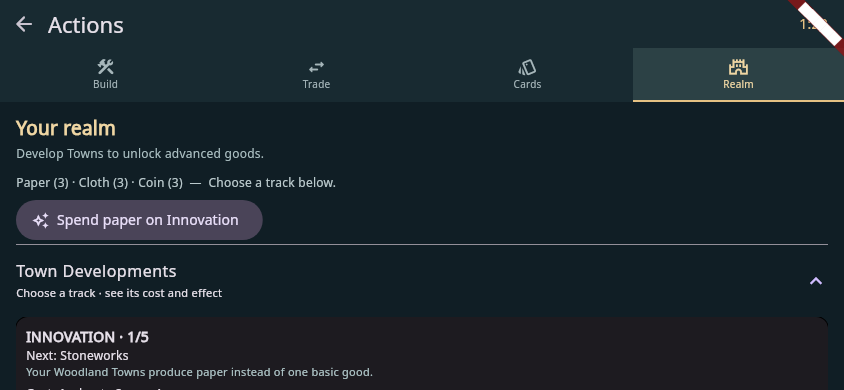 Actions
Build
Trade
Cards
Realm
Your realm
Develop Towns to unlock advanced goods.
Paper (3) · Cloth (3) · Coin (3) — Choose a track below.
Spend paper on Innovation
Town Developments
Choose a track · see its cost and effect
INNOVATION · 1/5
Next: Stoneworks
Your Woodland Towns produce paper instead of one basic good.